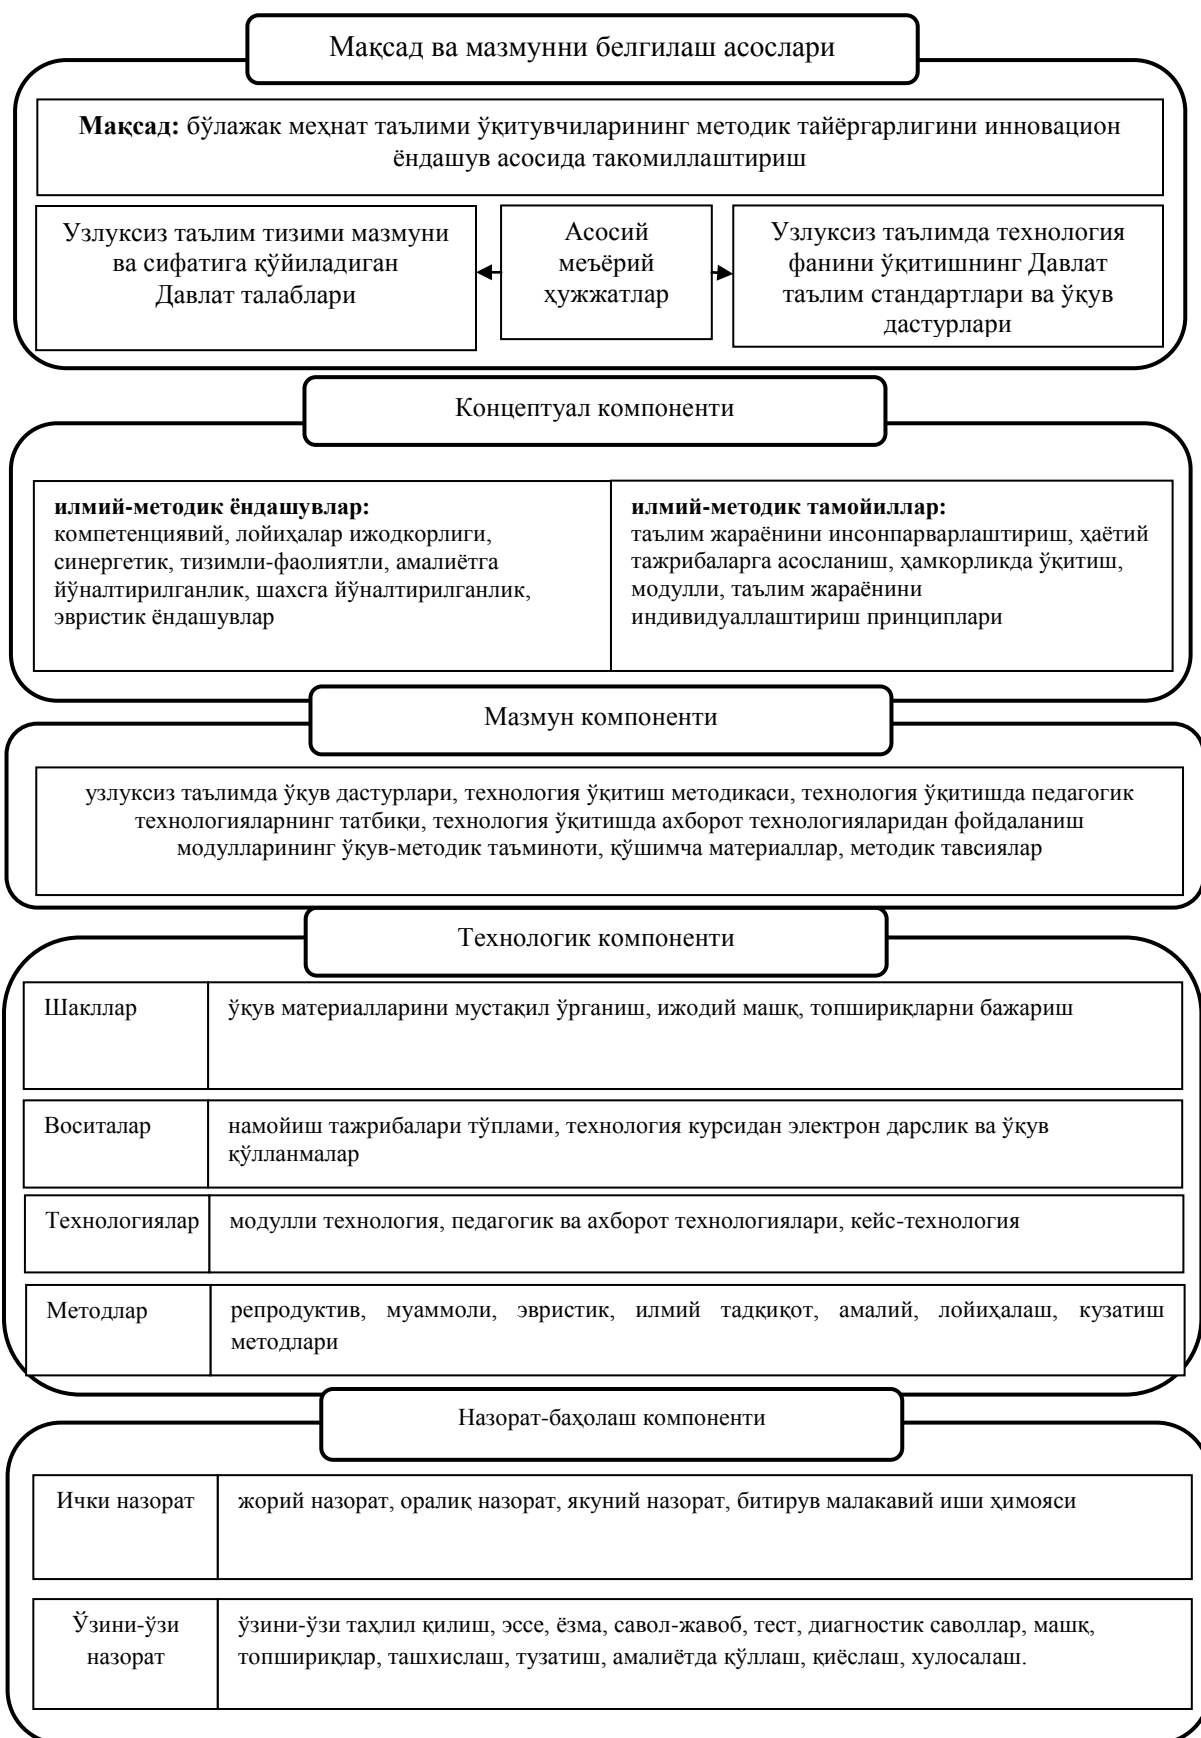 Мақсад ва мазмунни белгилаш асослари
Мақсад: бўлажак меҳнат таълими ўқитувчиларининг методик тайёргарлигини инновацион
ёндашув асосида такомиллаштириш
Узлуксиз таълим тизими мазмуни
ва сифатига қўйиладиган
Давлат талаблари
Асосий
меъёрий
ҳужжатлар
Узлуксиз таълимда технология
фанини ўқитишнинг Давлат
таълим стандартлари ва ўқув
дастурлари
Концептуал компоненти
илмий-методик ёндашувлар:
компетенциявий, лойиҳалар ижодкорлиги,
синергетик, тизимли-фаолиятли, амалиётга
йўналтирилганлик, шахсга йўналтирилганлик,
эвристик ёндашувлар
илмий-методик тамойиллар:
таълим жараёнини инсонпарварлаштириш, ҳаётий
тажрибаларга асосланиш, ҳамкорликда ўқитиш,
модулли, таълим жараёнини
индивидуаллаштириш принциплари
Мазмун компоненти
узлуксиз таълимда ўқув дастурлари, технология ўқитиш методикаси, технология ўқитишда педагогик
технологияларнинг татбиқи, технология ўқитишда ахборот технологияларидан фойдаланиш
модулларининг ўқув-методик таъминоти, қўшимча материаллар, методик тавсиялар
Технологик компоненти
Шакллар
ўқув материалларини мустақил ўрганиш, ижодий машқ, топшириқларни бажариш
Воситалар
намойиш тажрибалари тўплами, технология курсидан электрон дарслик ва ўқув
қўлланмалар
Технологиялар
модулли технология, педагогик ва ахборот технологиялари, кейс-технология
Методлар
репродуктив, муаммоли, эвристик, илмий тадқиқот, амалий, лойиҳалаш, кузатиш
методлари
Назорат-баҳолаш компоненти
Ички назорат
жорий назорат, оралиқ назорат, якуний назорат, битирув малакавий иши ҳимояси
Ўзини-ўзи
назорат
ўзини-ўзи таҳлил қилиш, эссе, ёзма, савол-жавоб, тест, диагностик саволлар, машқ,
топшириқлар, ташхислаш, тузатиш, амалиётда қўллаш, қиёслаш, хулосалаш.